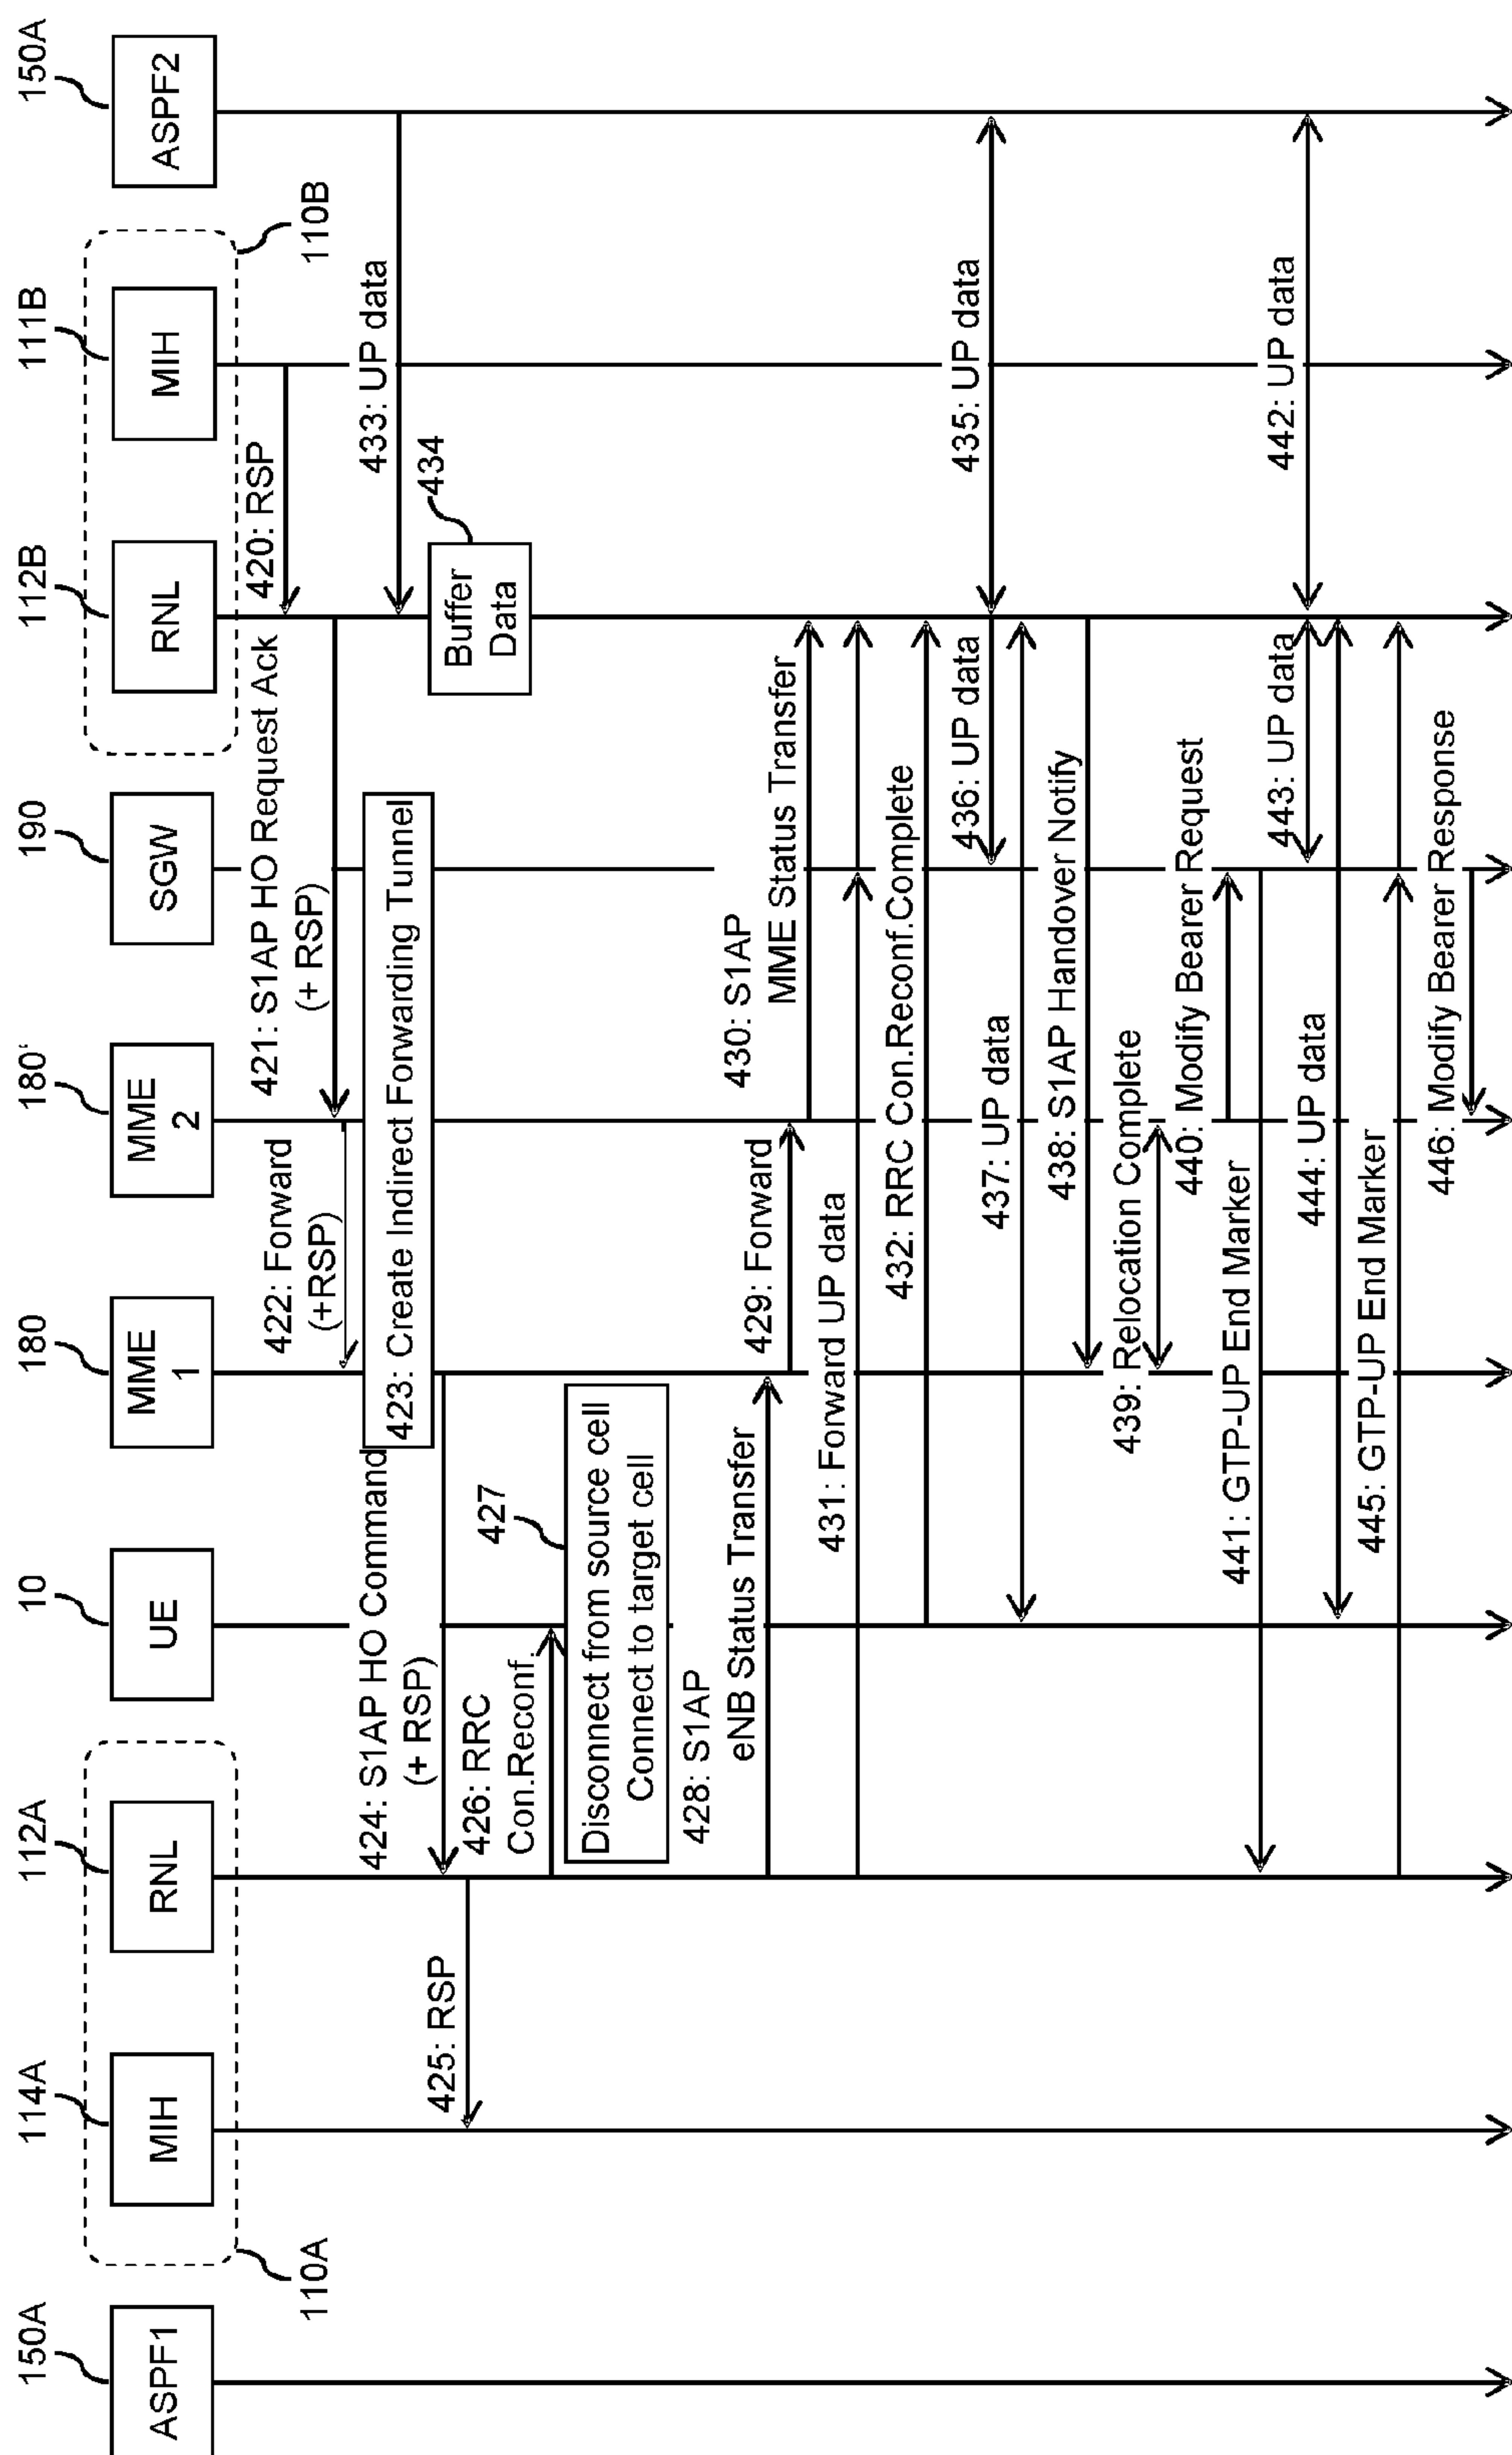 150A
114A
112A
10
180
180'
190
112B
111B
150A
ASPF1
MIH
RNL
UE
MME
1
MME
2
SGW
RNL
MIH
ASPF2
110A
110B
420: RSP
421: S1AP HO Request Ack
(+ RSP)
422: Forward
(+RSP)
423: Create Indirect Forwarding Tunnel
433: UP data
434
Buffer
Data
424: S1AP HO Command
(+ RSP)
425: RSP
426: RRC
Con.Reconf.
427
Disconnect from source cell
Connect to target cell
428: S1AP
eNB Status Transfer
429: Forward
430: S1AP
MME Status Transfer
431: Forward UP data
432: RRC Con.Reconf.Complete
435: UP data
436: UP data
437: UP data
438: S1AP Handover Notify
439: Relocation Complete
440: Modify Bearer Request
441: GTP-UP End Marker
442: UP data
443: UP data
444: UP data
445: GTP-UP End Marker
446: Modify Bearer Response